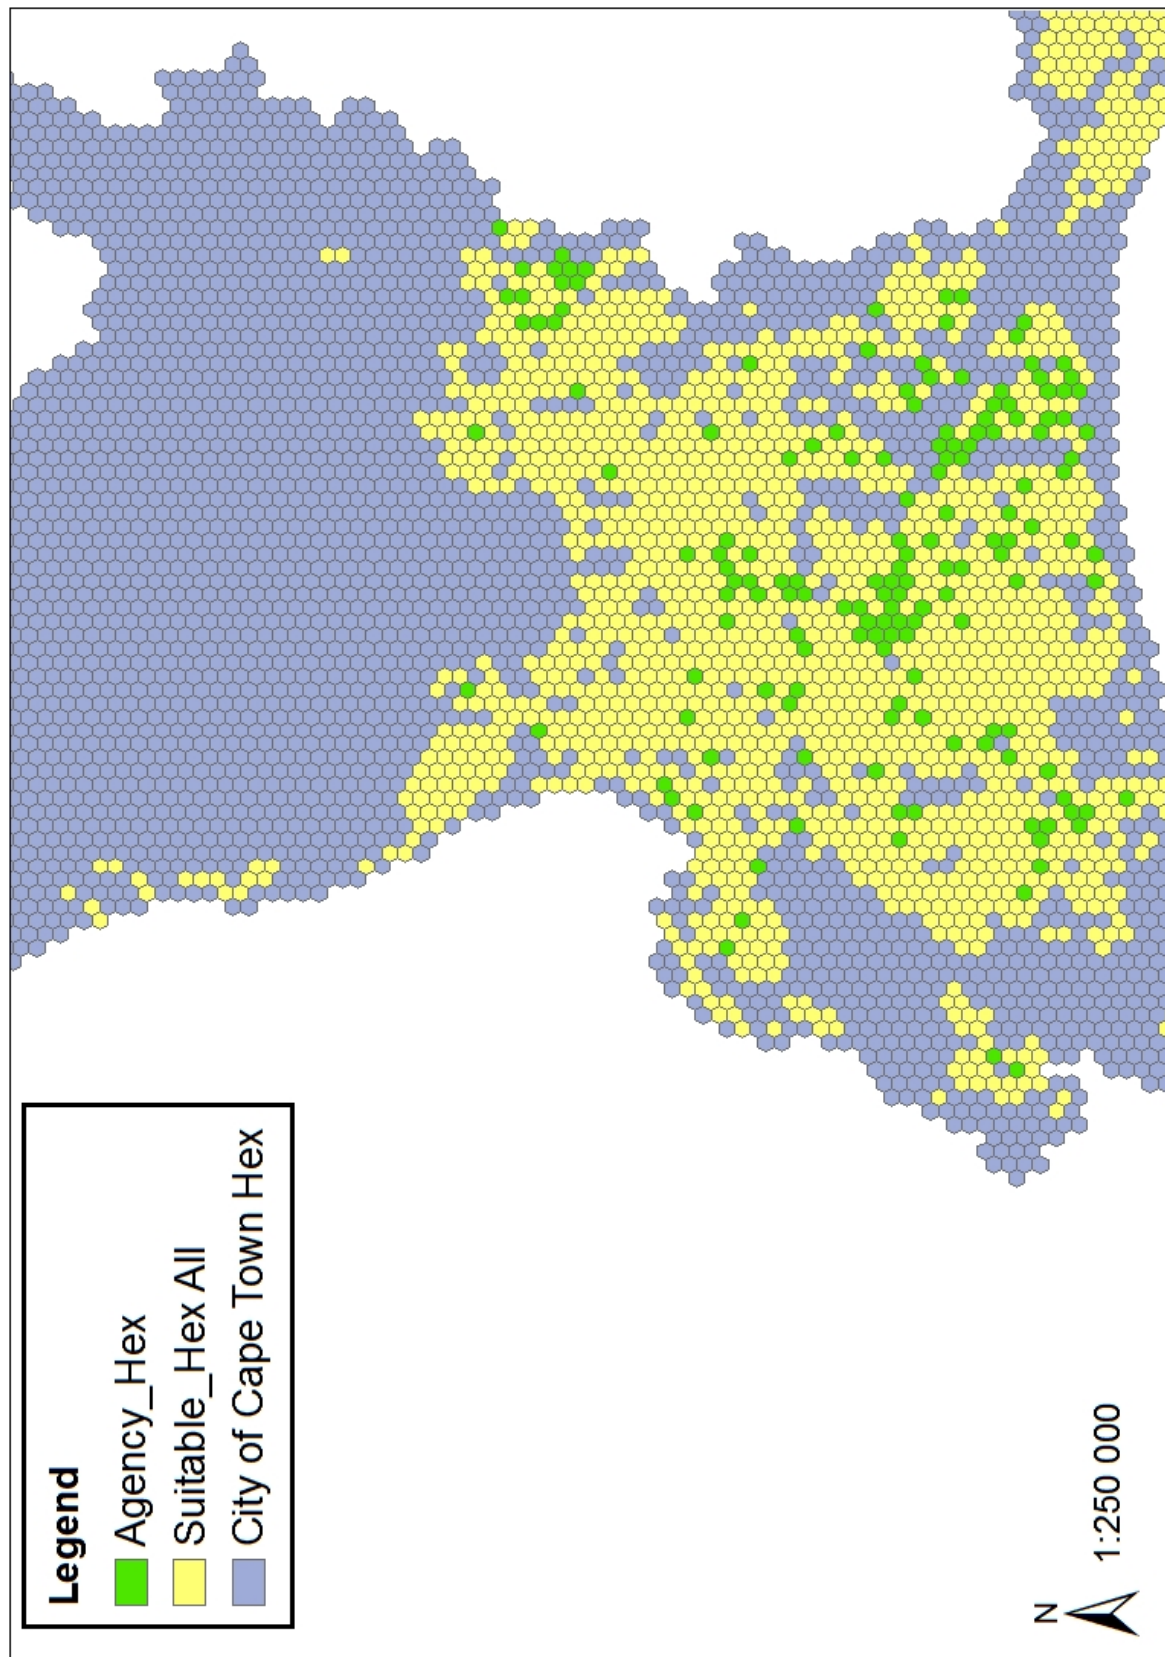 Legend
Agency_Hex
Suitable_Hex All
City of Cape Town Hex
N
1:250 000